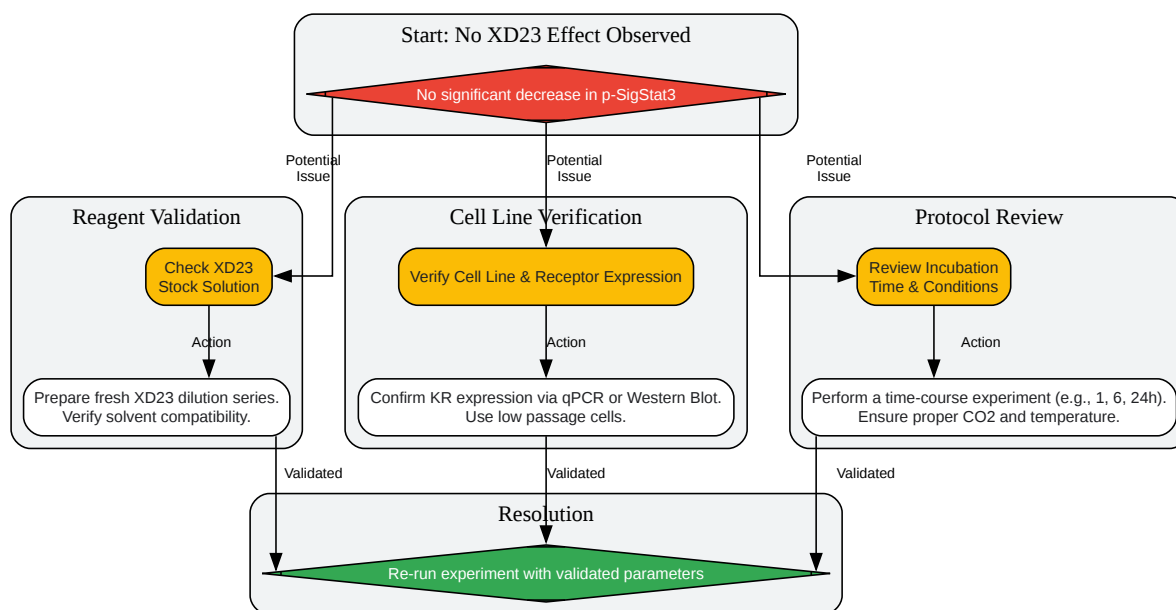 Start: No XD23 Effect Observed
No significant decrease in p-SigStat3
Potential
Issue
Potential
Issue
Potential
Issue
Reagent Validation
Cell Line Verification
Protocol Review
Check XD23
Stock Solution
Verify Cell Line & Receptor Expression
Review Incubation
Time & Conditions
Action
Action
Action
Prepare fresh XD23 dilution series.
Verify solvent compatibility.
Confirm KR expression via qPCR or Western Blot.
Use low passage cells.
Perform a time-course experiment (e.g., 1, 6, 24h).
Ensure proper CO2 and temperature.
Validated
Validated
Validated
Resolution
Re-run experiment with validated parameters